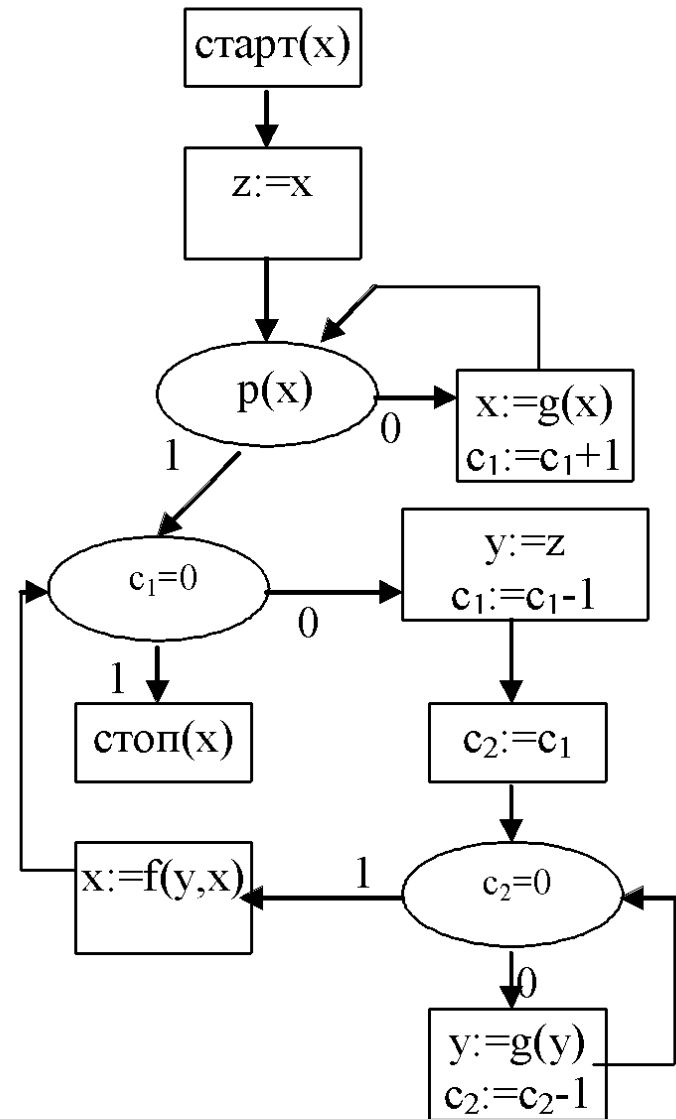 старт(x)
z:=x
p(x)
0
x:=g(x)
c₁:=c₁+1
1
c₁=0
0
y:=z
c₁:=c₁-1
1
стоп(x)
c₂:=c₁
x:=f(y,x)
1
c₂=0
0
y:=g(y)
c₂:=c₂-1